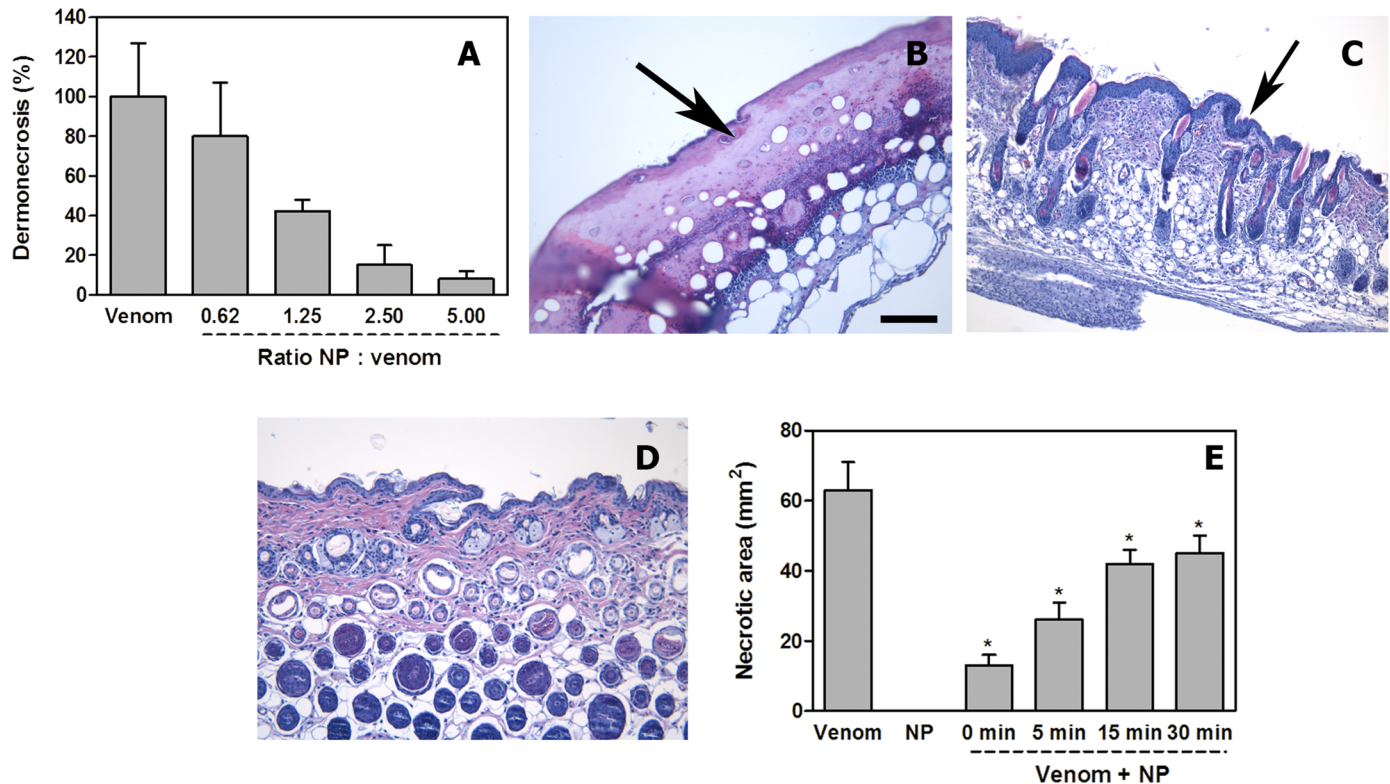 A
Dermonecrosis (%)
140
120
100
80
60
40
20
0
Venom 0.62 1.25 2.50 5.00
Ratio NP : venom
B
C
D
E
Necrotic area (mm²)
80
60
40
20
0
* * * *
Venom NP 0 min 5 min 15 min 30 min
Venom + NP